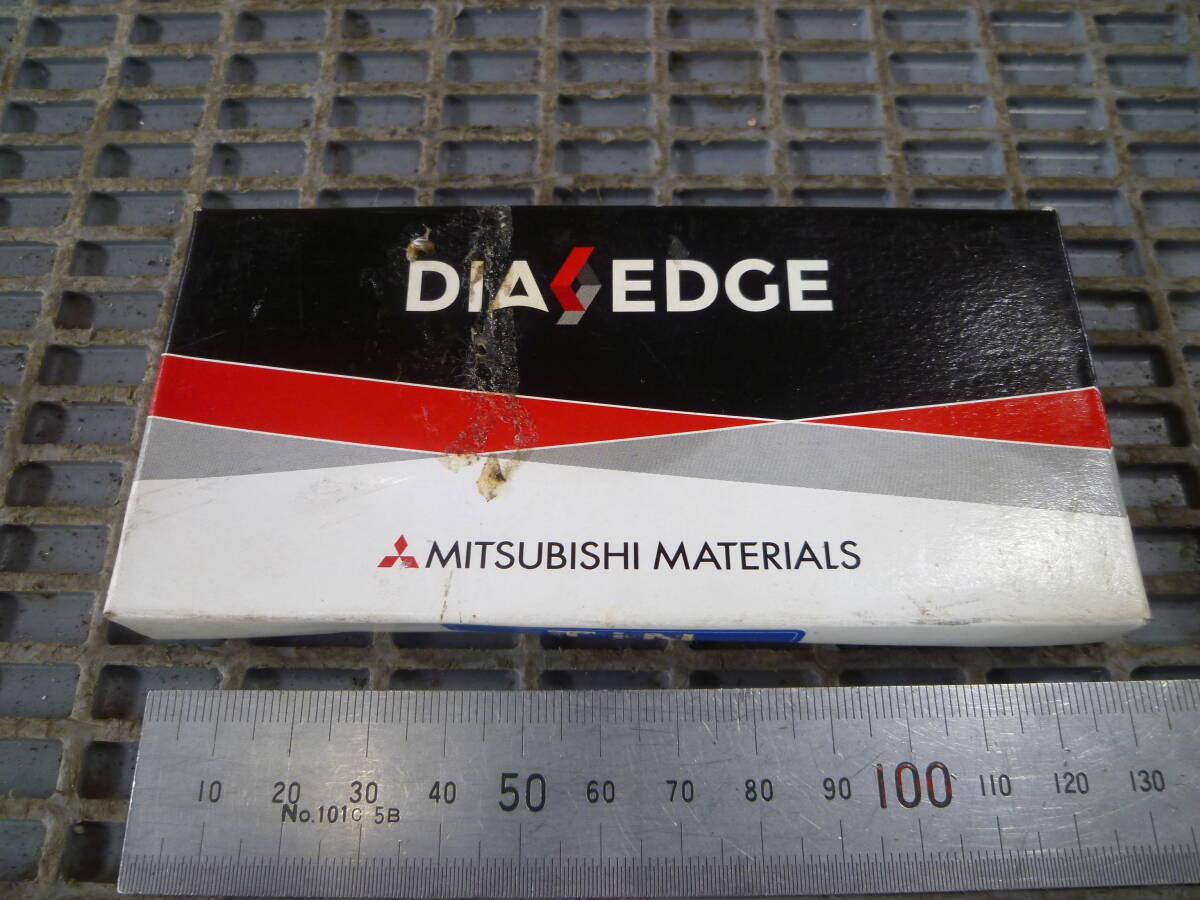 DIAEDGE
MITSUBISHI MATERIALS
TiN
10 20 30 40 50 60 70 80 90 100 110 120 130
No.101C 5B